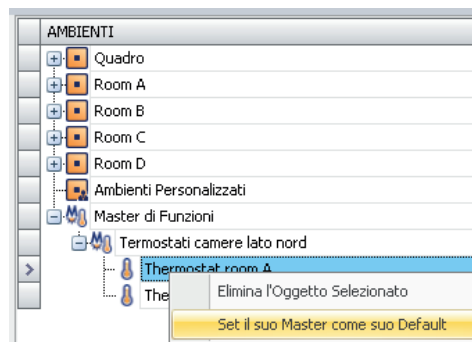 AMBIENTI
Quadro
Room A
Room B
Room C
Room D
Ambienti Personalizzati
Master di Funzioni
Termostati camere lato nord
Thermostat room A
The
Elimina l'Oggetto Selezionato
Set il suo Master come suo Default